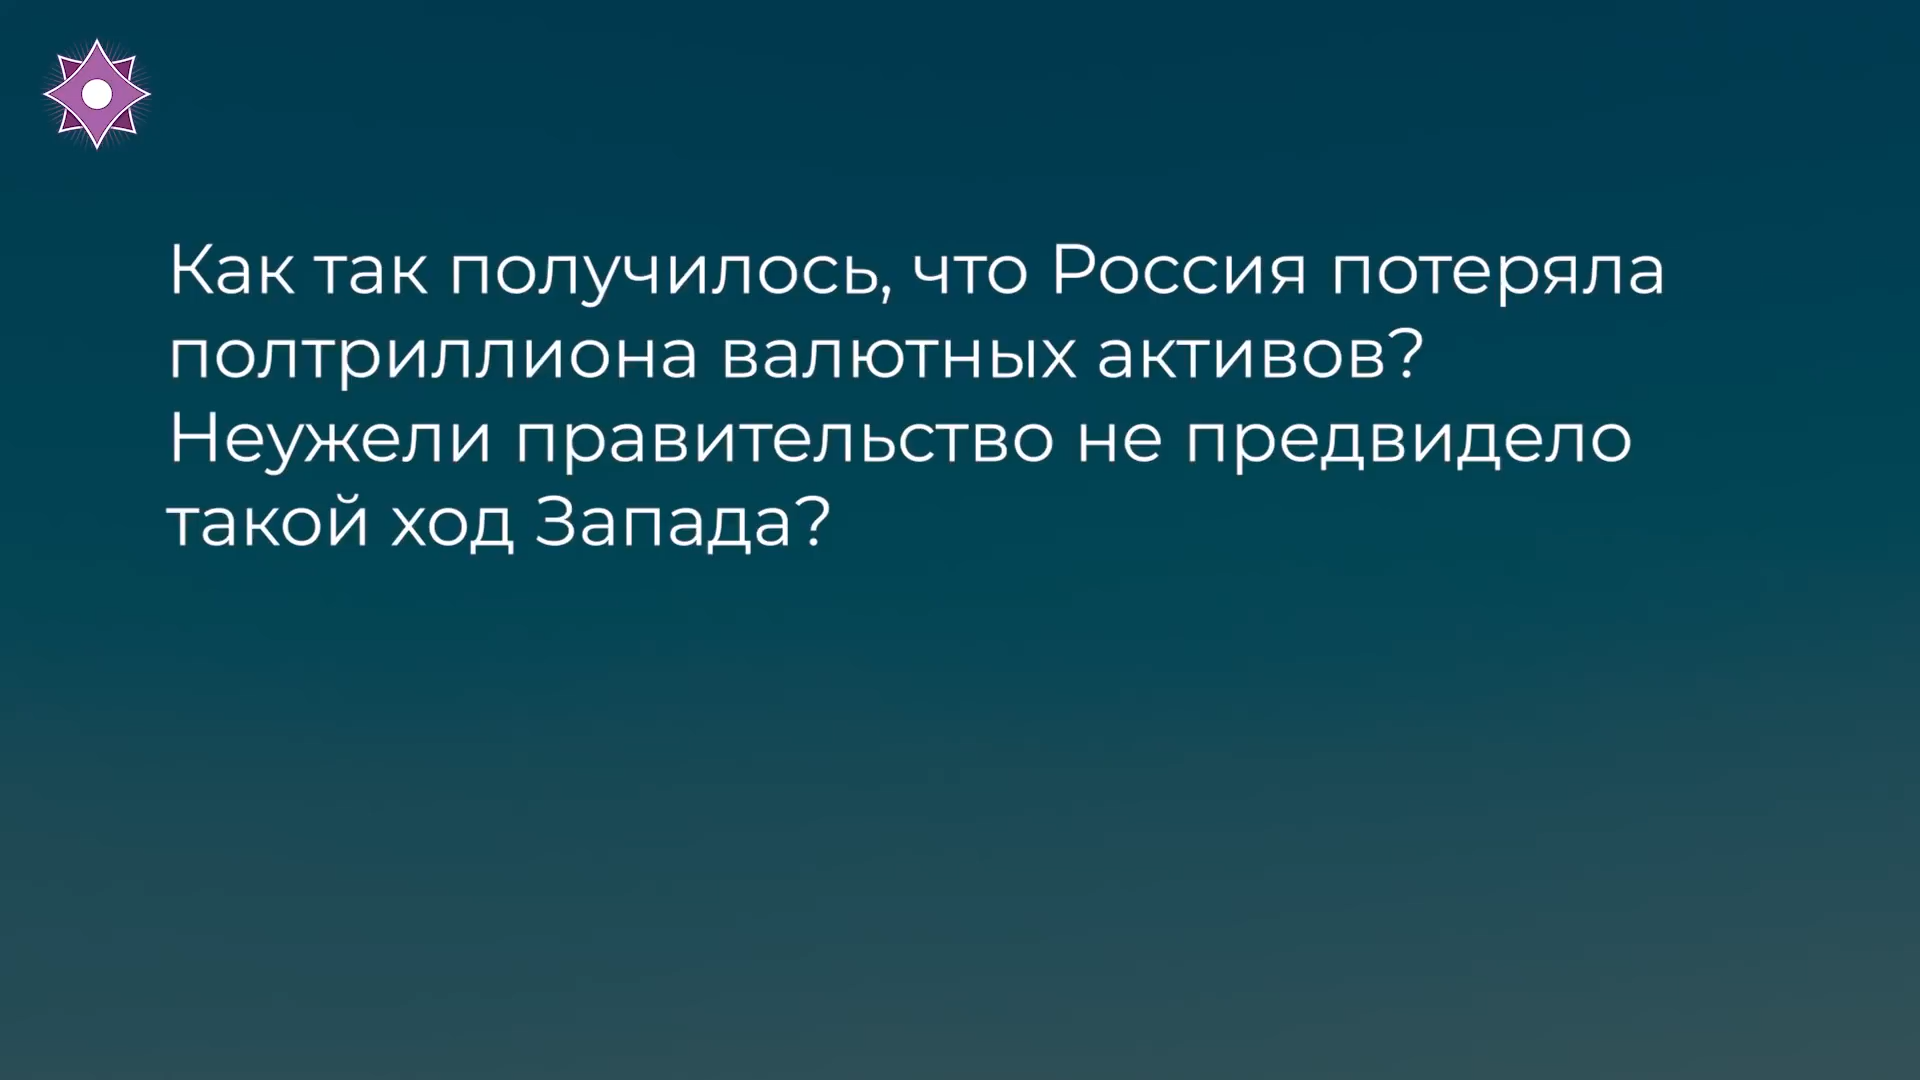 Как так получилось, что Россия потеряла
полтриллиона валютных активов?
Неужели правительство не предвидело
такой ход Запада?